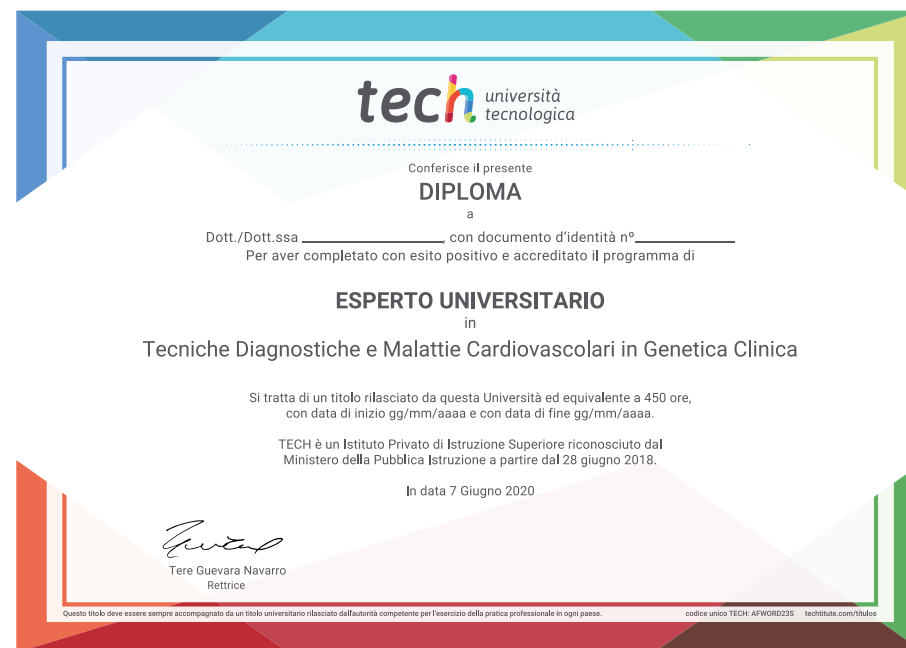 tech università
tecnologica
Conferisce il presente
DIPLOMA
a
Dott./Dott.ssa ________________, con documento d'identità nº____________
Per aver completato con esito positivo e accreditato il programma di
ESPERTO UNIVERSITARIO
in
Tecniche Diagnostiche e Malattie Cardiovascolari in Genetica Clinica
Si tratta di un titolo rilasciato da questa Università ed equivalente a 450 ore,
con data di inizio gg/mm/aaaa e con data di fine gg/mm/aaaa.
TECH è un Istituto Privato di Istruzione Superiore riconosciuto dal
Ministero della Pubblica Istruzione a partire dal 28 giugno 2018.
In data 7 Giugno 2020
Tere Guevara Navarro
Rettrice
Questo titolo deve essere sempre accompagnato da un titolo universitario rilasciato dall'autorità competente per l'esercizio della pratica professionale in ogni paese. codice unico TECH: AFWORD23S techtitute.com/titulos